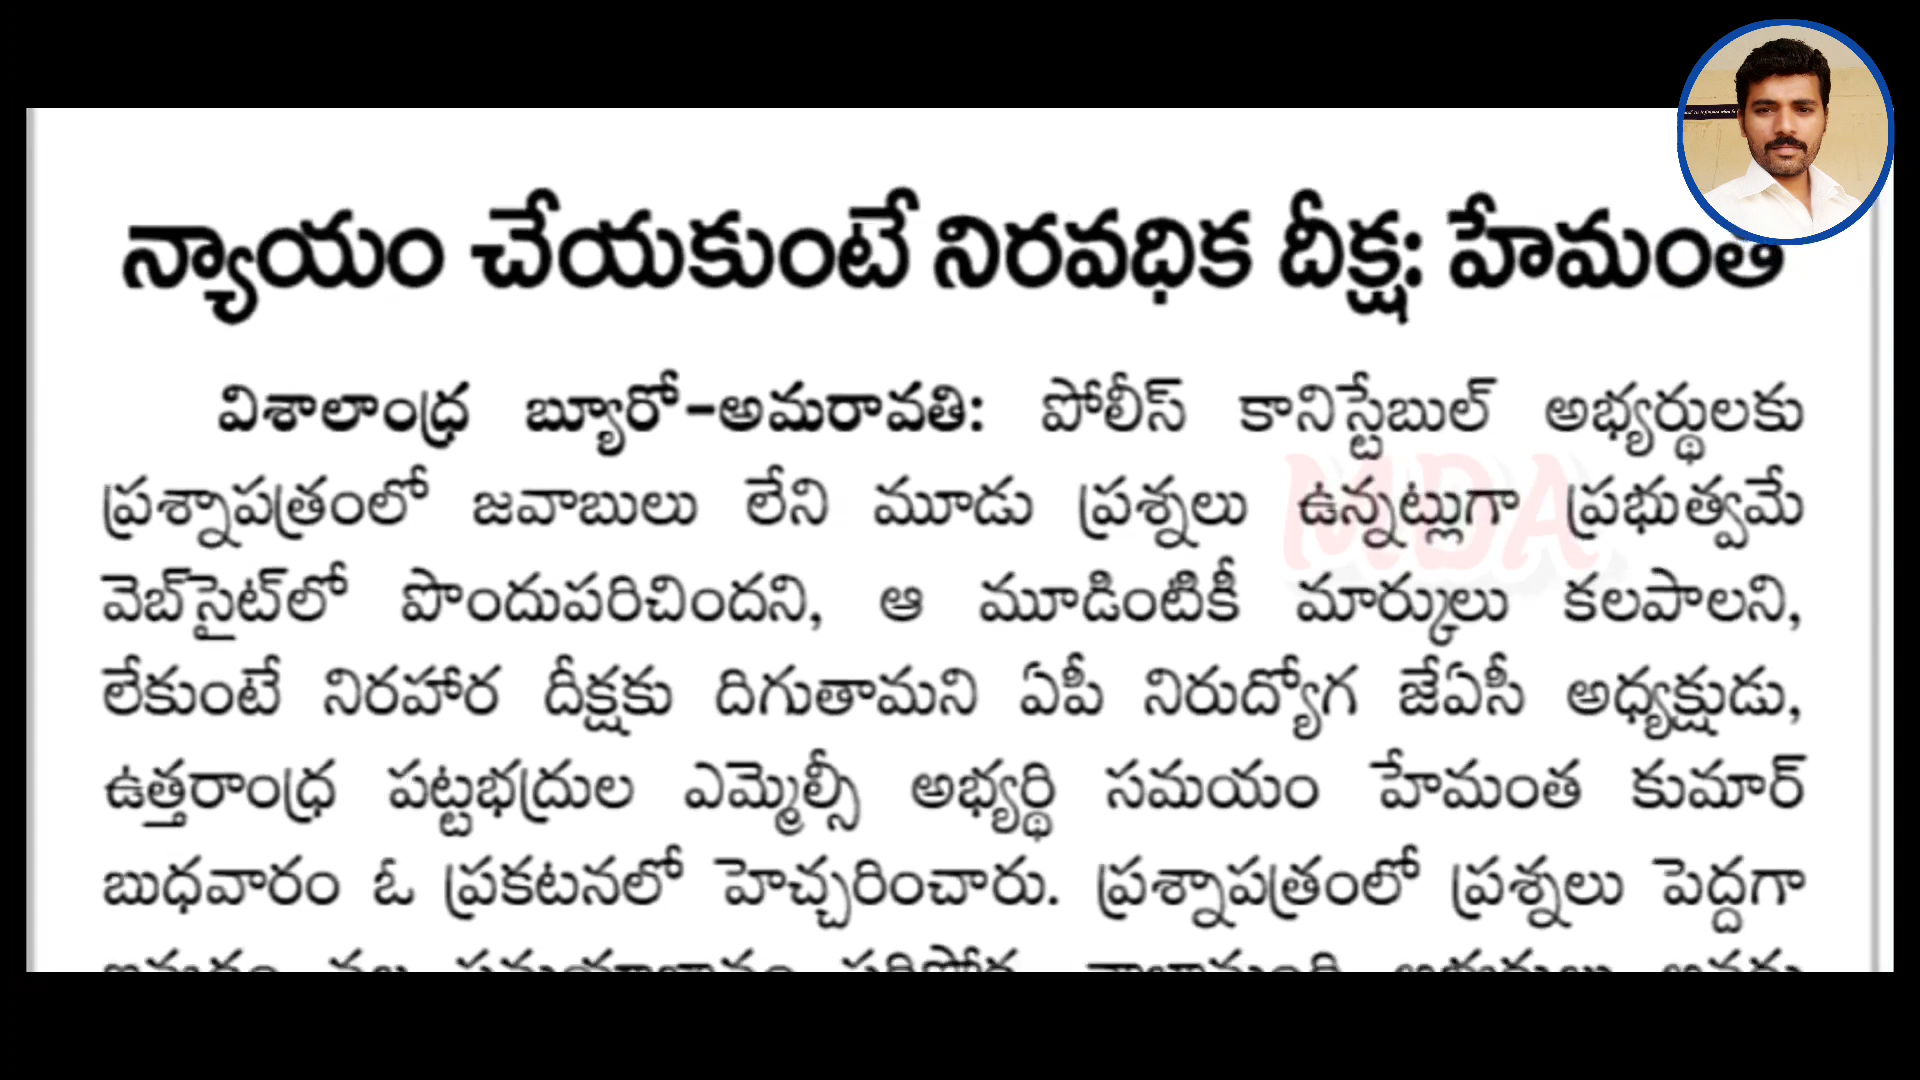 న్యాయం చేయకుంటే నిరవధిక దీక్ష: హేమంత
విశాలాంధ్ర బ్యూరో-అమరావతి: పోలీస్ కానిస్టేబుల్ అభ్యర్థులకు
ప్రశ్నాపత్రంలో జవాబులు లేని మూడు ప్రశ్నలు ఉన్నట్లుగా ప్రభుత్వమే
MDA
వెబ్‌సైట్‌లో పొందుపరిచిందని, ఆ మూడింటికీ మార్కులు కలపాలని,
లేకుంటే నిరహార దీక్షకు దిగుతామని ఏపీ నిరుద్యోగ జేఏసీ అధ్యక్షుడు,
ఉత్తరాంధ్ర పట్టభద్రుల ఎమ్మెల్సీ అభ్యర్థి సమయం హేమంత కుమార్
బుధవారం ఓ ప్రకటనలో హెచ్చరించారు. ప్రశ్నాపత్రంలో ప్రశ్నలు పెద్దగా